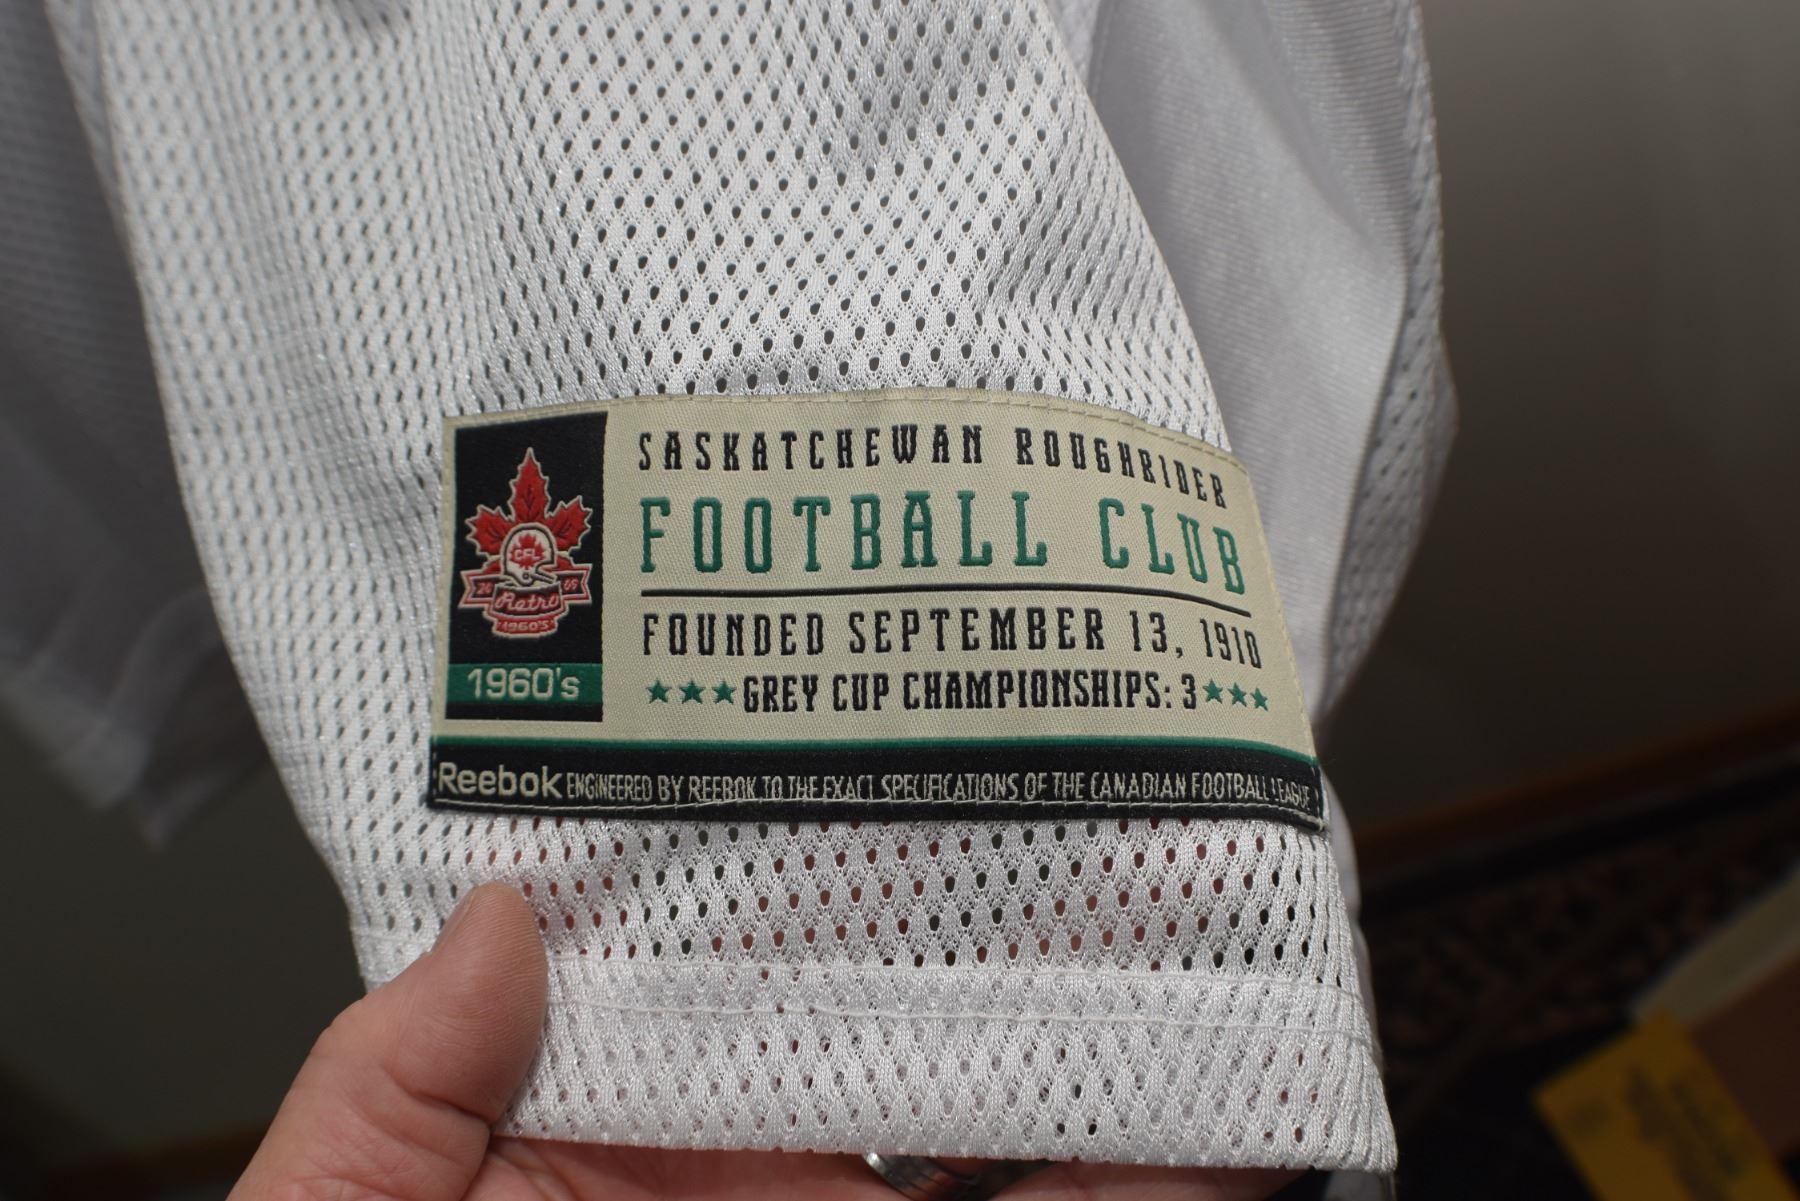 SASKATCHEWAN ROUGHRIDER
FOOTBALL CLUB
FOUNDED SEPTEMBER 13, 1910
★★★GREY CUP CHAMPIONSHIPS: 3★★★
CFL
20 09
Retro
1960's
1960's
Reebok ENGINEERED BY REEBOK TO THE EXACT SPECIFICATIONS OF THE CANADIAN FOOTBALL LEAGUE